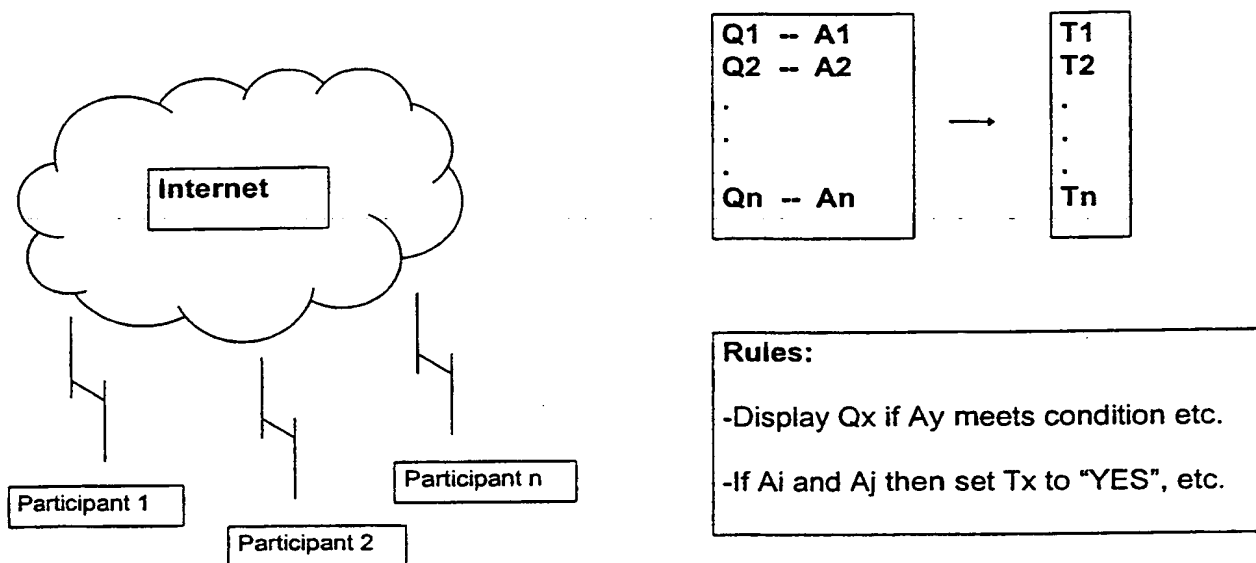 Internet
Participant 1
Participant 2
Participant n
Q1 -- A1
Q2 -- A2
.
.
.
Qn -- An
T1
T2
.
.
.
Tn
Rules:
-Display Qx if Ay meets condition etc.
-If Ai and Aj then set Tx to “YES”, etc.